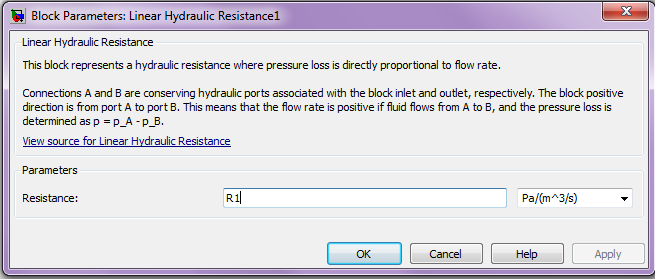 Block Parameters: Linear Hydraulic Resistance1
Linear Hydraulic Resistance
This block represents a hydraulic resistance where pressure loss is directly proportional to flow rate.
Connections A and B are conserving hydraulic ports associated with the block inlet and outlet, respectively. The block positive
direction is from port A to port B. This means that the flow rate is positive if fluid flows from A to B, and the pressure loss is
determined as p = p_A - p_B.
View source for Linear Hydraulic Resistance
Parameters
Resistance: R1 Pa/(m^3/s)
OK Cancel Help Apply